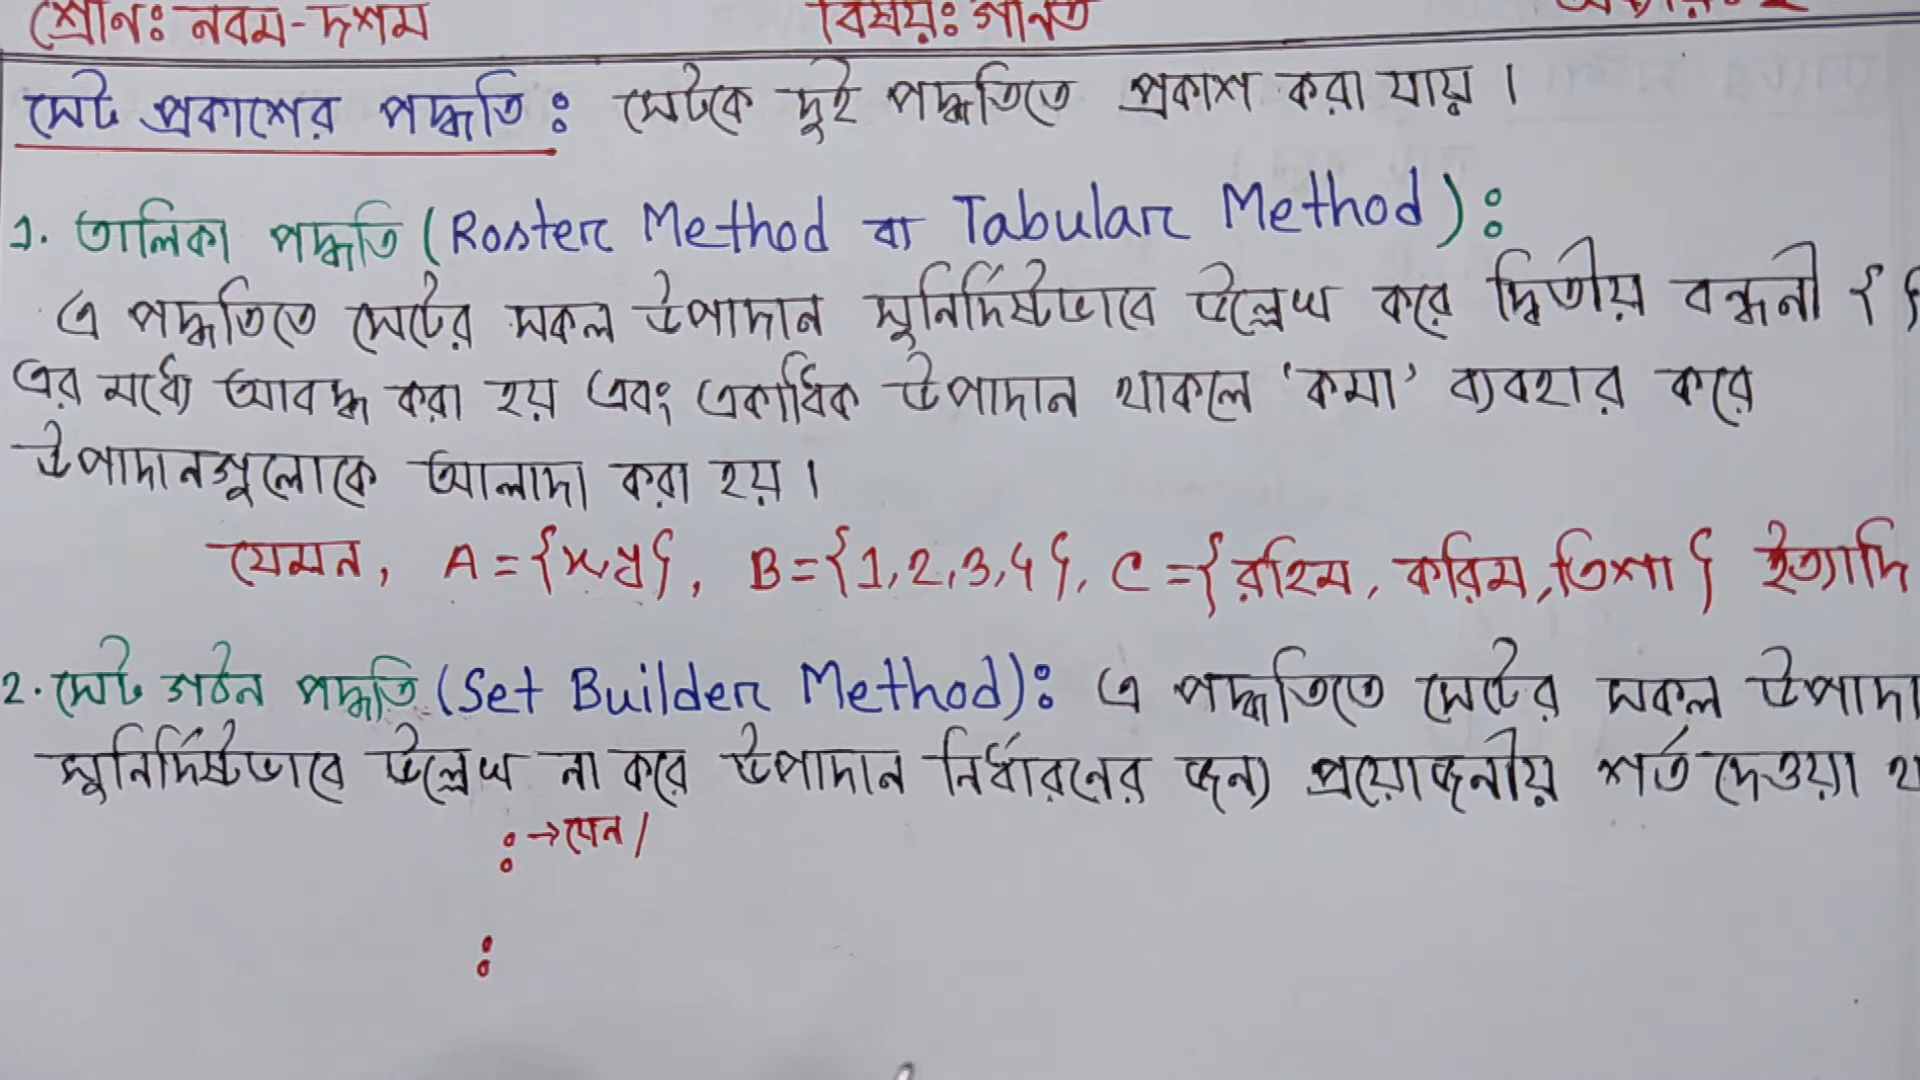 শ্রেণিঃ নবম-দশম বিষয়ঃ গণিত
সেট প্রকাশের পদ্ধতি : সেটকে দুই পদ্ধতিতে প্রকাশ করা যায় ।
1. তালিকা পদ্ধতি (Roster Method বা Tabular Method) :
এ পদ্ধতিতে সেটের সকল উপাদান সুনির্দিষ্টভাবে উল্লেখ করে দ্বিতীয় বন্ধনী { }
এর মধ্যে আবদ্ধ করা হয় এবং একাধিক উপাদান থাকলে 'কমা' ব্যবহার করে
উপাদানগুলোকে আলাদা করা হয় ।
যেমন, A = {x, y}, B = {1, 2, 3, 4}, C = {রহিম, করিম, তিশা} ইত্যাদি
2. সেট গঠন পদ্ধতি (Set Builder Method) : এ পদ্ধতিতে সেটের সকল উপাদা
সুনির্দিষ্টভাবে উল্লেখ না করে উপাদান নির্ধারনের জন্য প্রয়োজনীয় শর্ত দেওয়া থ
: → যেন /
: